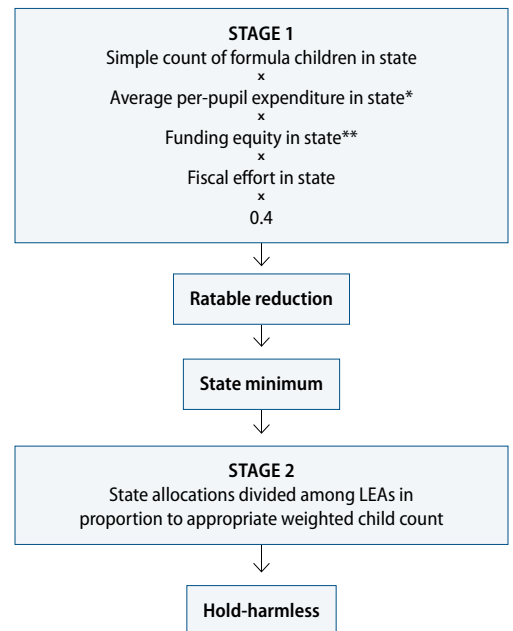 STAGE 1
Simple count of formula children in state
x
Average per-pupil expenditure in state*
x
Funding equity in state**
x
Fiscal effort in state
x
0.4
Ratable reduction
State minimum
STAGE 2
State allocations divided among LEAs in
proportion to appropriate weighted child count
Hold-harmless